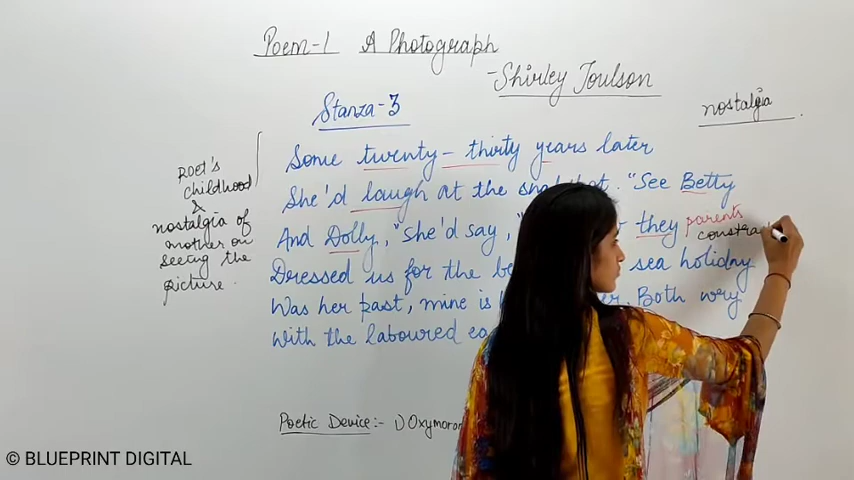 Poem-1 A Photograph
-Shirley Toulson
Stanza-3
nostalgia
Some twenty - thirty years later
She'd laugh at the snapshot. "See Betty
And Dolly," She'd say, " they parents
Dressed us for the sea holiday
Was her past, mine is Both wry
With the laboured
poet's
childhood
&
nostalgia of
mother on
seeing the
picture.
Poetic Device:- 1) Oxymoron
© BLUEPRINT DIGITAL